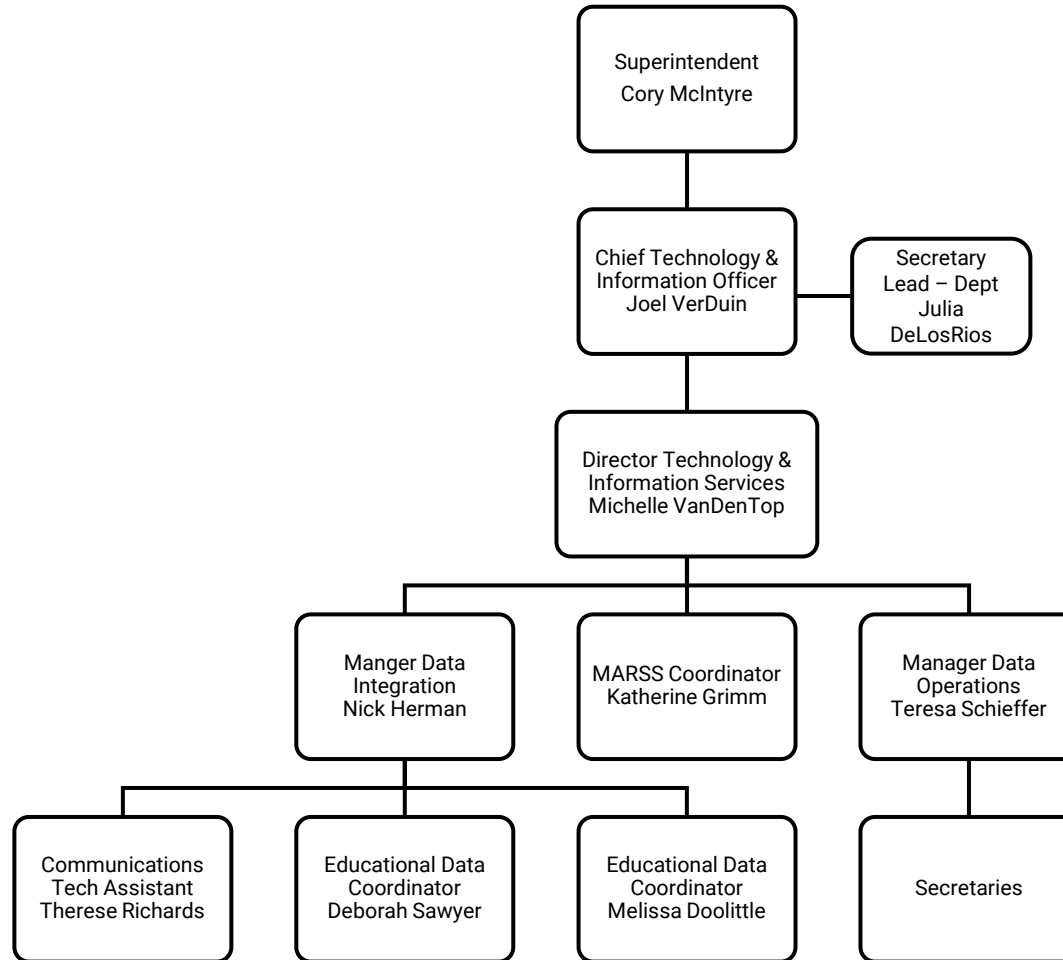 Superintendent
Cory McIntyre
Chief Technology &
Information Officer
Joel VerDuin
Secretary
Lead – Dept
Julia
DeLosRios
Director Technology &
Information Services
Michelle VanDenTop
Manger Data
Integration
Nick Herman
MARSS Coordinator
Katherine Grimm
Manager Data
Operations
Teresa Schieffer
Communications
Tech Assistant
Therese Richards
Educational Data
Coordinator
Deborah Sawyer
Educational Data
Coordinator
Melissa Doolittle
Secretaries